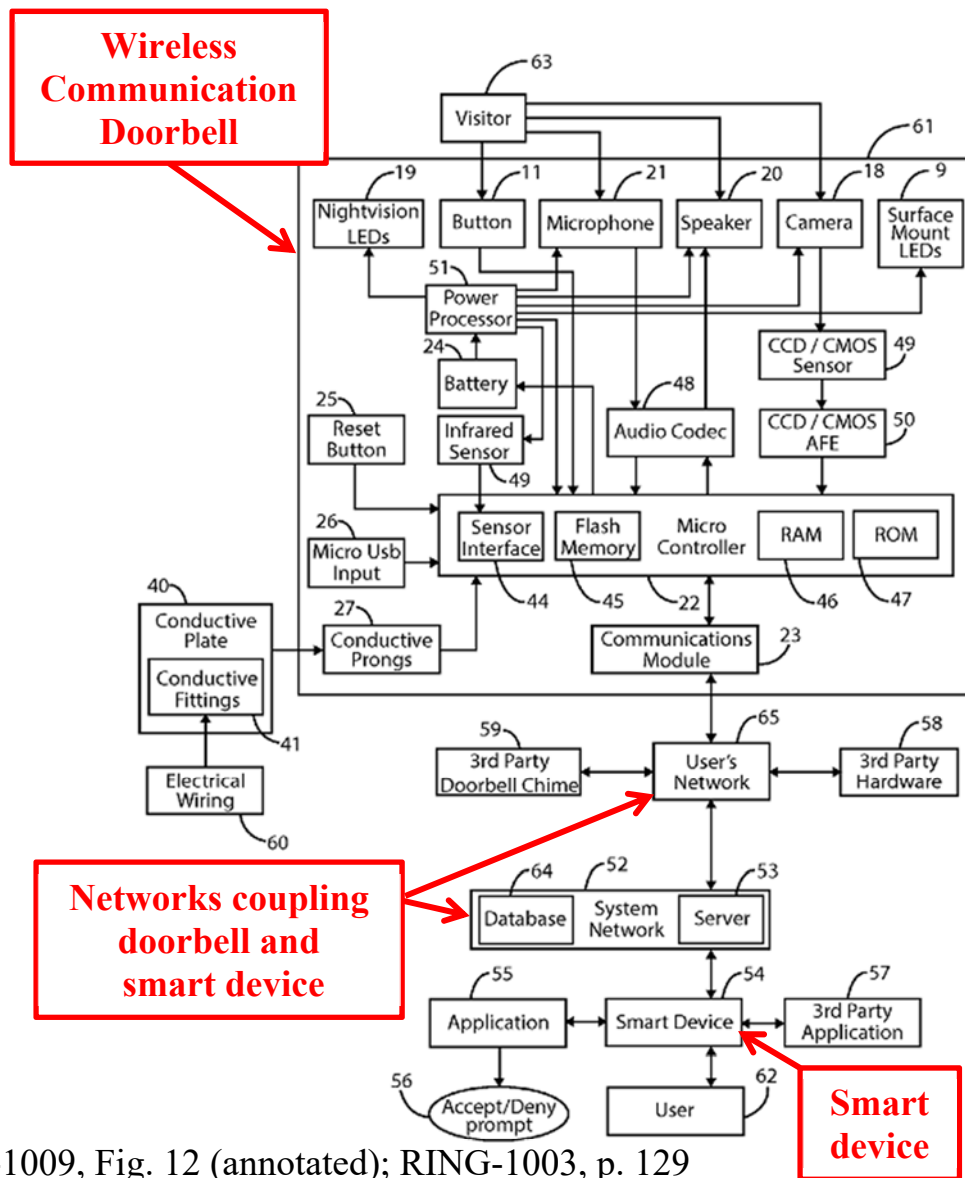 Wireless
Communication
Doorbell
63
Visitor
61
19
11
21
20
18
9
Nightvision
LEDs
Button
Microphone
Speaker
Camera
Surface
Mount
LEDs
51
Power
Processor
24
Battery
CCD / CMOS
Sensor
49
48
25
Reset
Button
Infrared
Sensor
49
Audio Codec
CCD / CMOS
AFE
50
26
Micro Usb
Input
Sensor
Interface
Flash
Memory
Micro
Controller
RAM
ROM
44
45
22
46
47
40
Conductive
Plate
27
Conductive
Prongs
Communications
Module
23
Conductive
Fittings
41
65
59
58
3rd Party
Doorbell Chime
User's
Network
3rd Party
Hardware
Electrical
Wiring
60
Networks coupling
doorbell and
smart device
64
52
53
Database
System
Network
Server
55
54
57
Application
Smart Device
3rd Party
Application
56
Accept/Deny
prompt
62
User
Smart
device
1009, Fig. 12 (annotated); RING-1003, p. 129